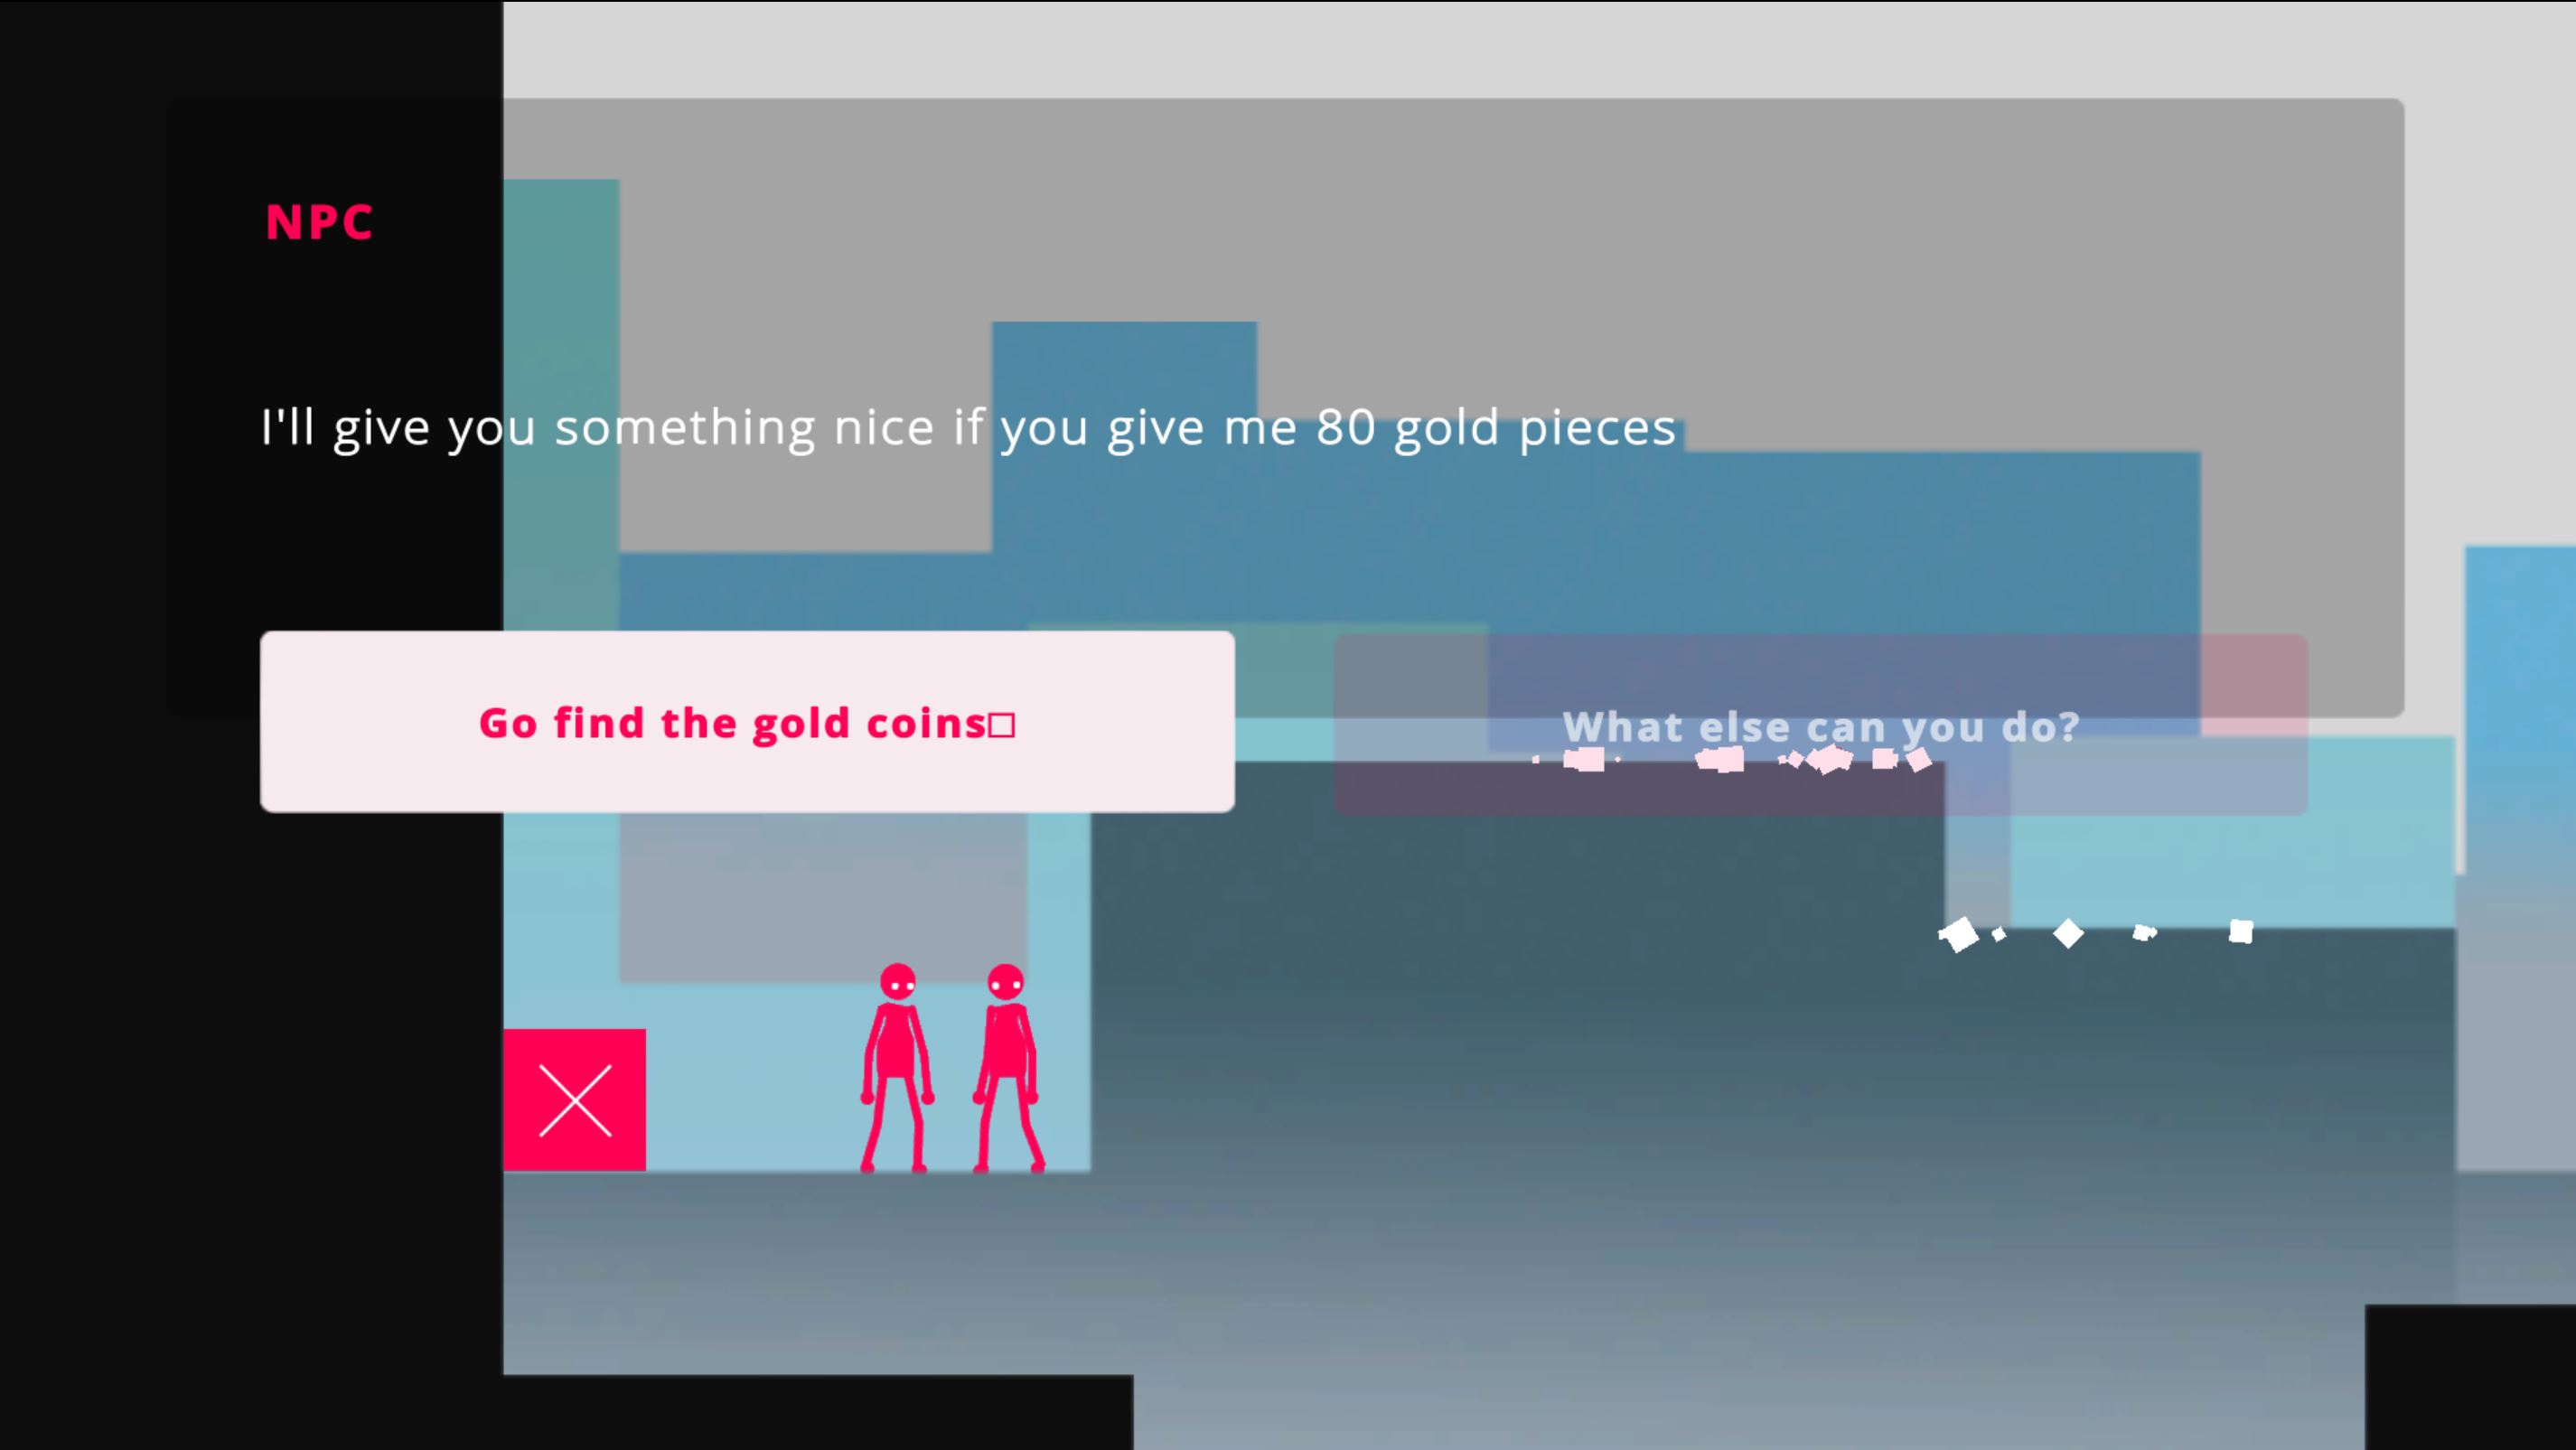 NPC
I'll give you something nice if you give me 80 gold pieces
Go find the gold coins□
What else can you do?